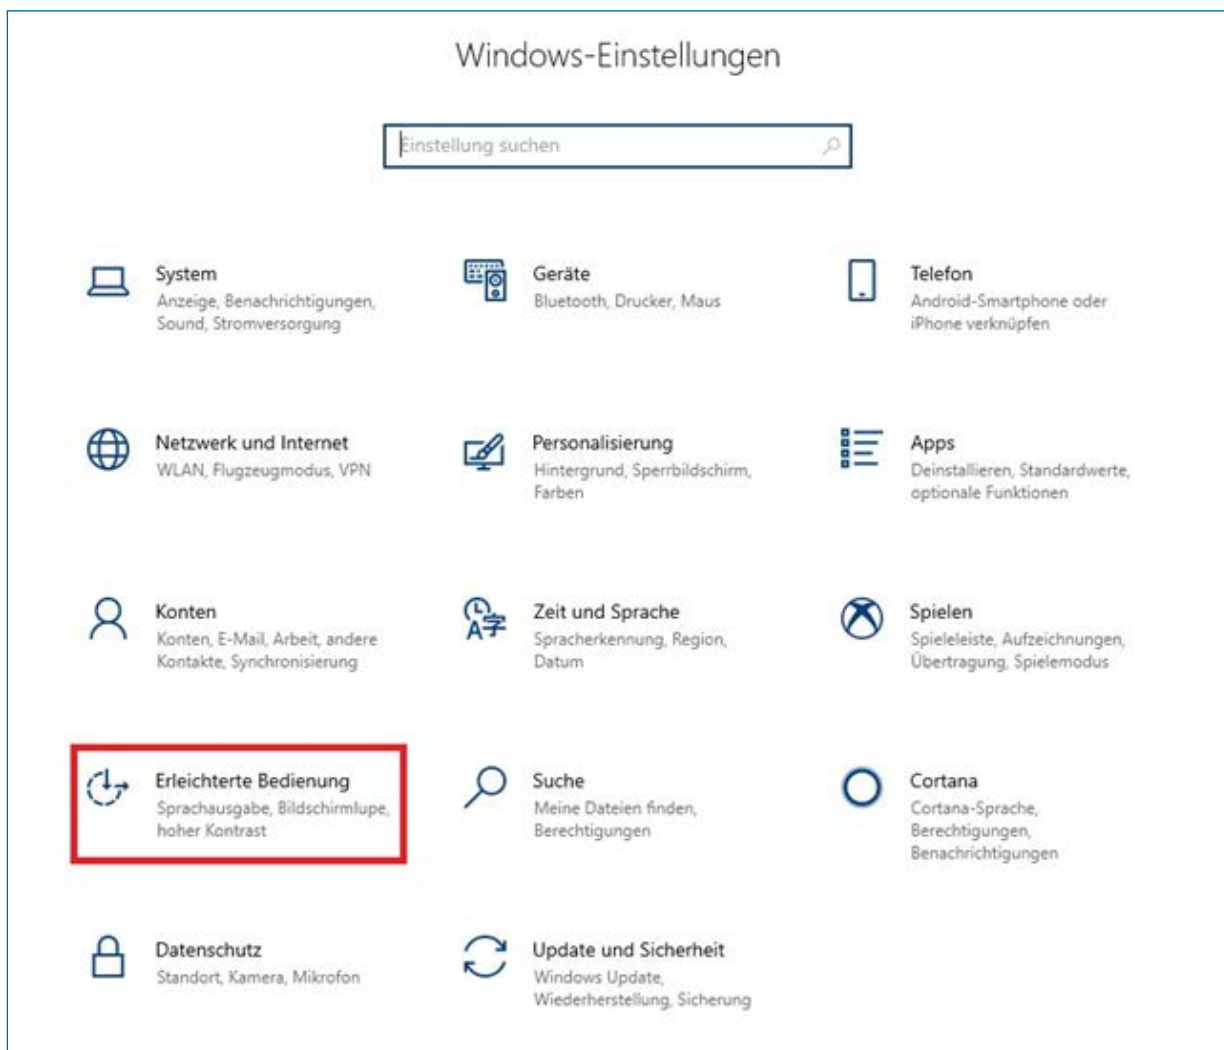 Windows-Einstellungen
Einstellung suchen
System
Anzeige, Benachrichtigungen,
Sound, Stromversorgung
Geräte
Bluetooth, Drucker, Maus
Telefon
Android-Smartphone oder
iPhone verknüpfen
Netzwerk und Internet
WLAN, Flugzeugmodus, VPN
Personalisierung
Hintergrund, Sperrbildschirm,
Farben
Apps
Deinstallieren, Standardwerte,
optionale Funktionen
Konten
Konten, E-Mail, Arbeit, andere
Kontakte, Synchronisierung
Zeit und Sprache
Spracherkennung, Region,
Datum
Spielen
Spieleleiste, Aufzeichnungen,
Übertragung, Spielemodus
Erleichterte Bedienung
Sprachausgabe, Bildschirmlupe,
hoher Kontrast
Suche
Meine Dateien finden,
Berechtigungen
Cortana
Cortana-Sprache,
Berechtigungen,
Benachrichtigungen
Datenschutz
Standort, Kamera, Mikrofon
Update und Sicherheit
Windows Update,
Wiederherstellung, Sicherung